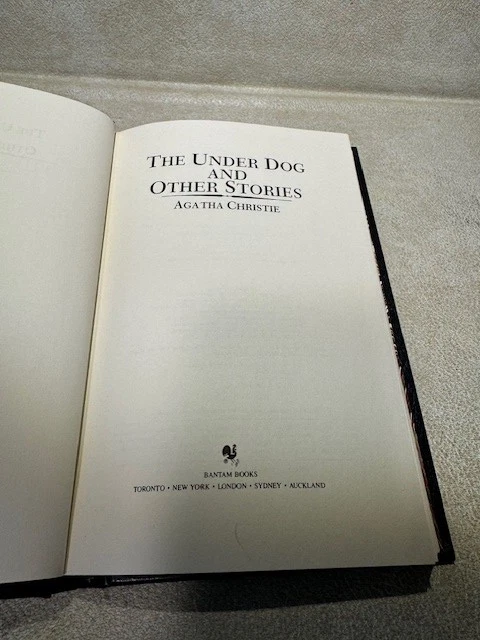 THE UNDER DOG
AND
OTHER STORIES
AGATHA CHRISTIE
BANTAM BOOKS
TORONTO • NEW YORK • LONDON • SYDNEY • AUCKLAND